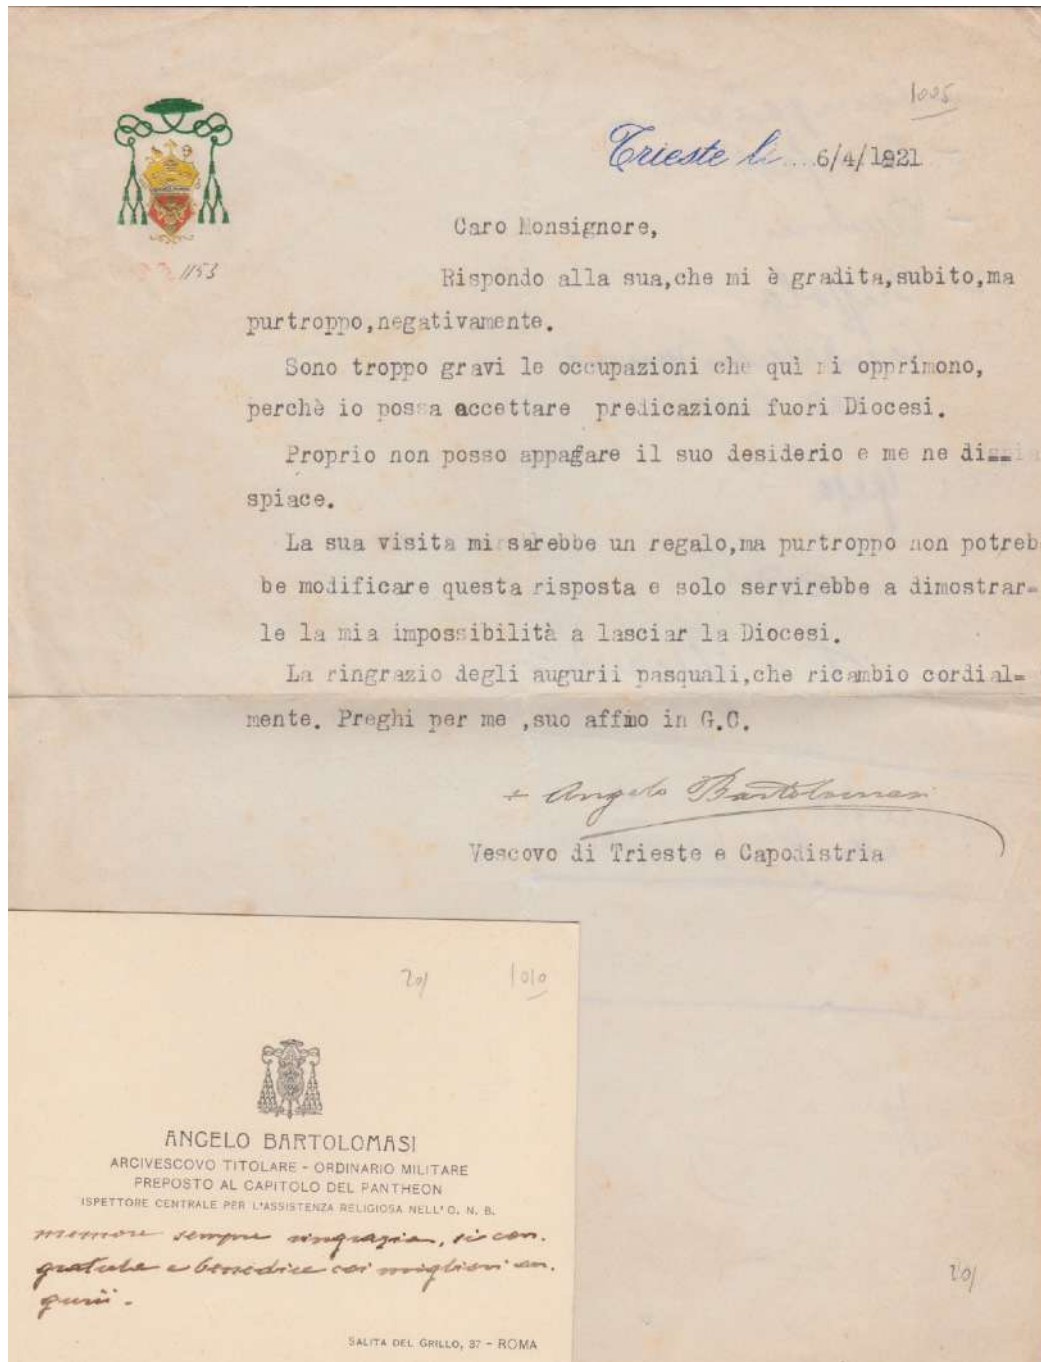 1005
Trieste li ... 6/4/1921
Caro Monsignore,
1153
Rispondo alla sua,che mi è gradita,subito,ma
purtroppo,negativamente.
Sono troppo gravi le occupazioni che quì mi opprímono,
perchè io possa accettare predicazioni fuori Diocesi.
Proprio non posso appagare il suo desiderio e me ne di==
spiace.
La sua visita mi sarebbe un regalo,ma purtroppo non potreb
be modificare questa risposta e solo servirebbe a dimostrar=
le la mia impossibilità a lasciar la Diocesi.
La ringrazio degli augurii pasquali,che ricambio cordial=
mente. Preghi per me ,suo affmo in G.C.
+ Angelo Bartolomasi
Vescovo di Trieste e Capodistria
20/ 1010
ANGELO BARTOLOMASI
ARCIVESCOVO TITOLARE - ORDINARIO MILITARE
PREPOSTO AL CAPITOLO DEL PANTHEON
ISPETTORE CENTRALE PER L'ASSISTENZA RELIGIOSA NELL' O. N. B.
memore sempre ringrazia, si con.
gratula e benedice coi migliori au.
gurii.
20/
SALITA DEL GRILLO, 37 - ROMA